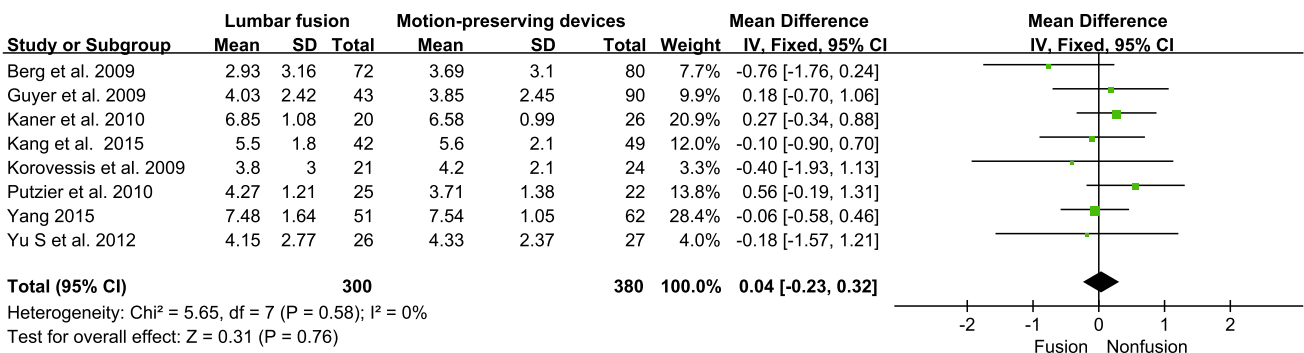 Lumbar fusion Motion-preserving devices Mean Difference Mean Difference
Study or Subgroup Mean SD Total Mean SD Total Weight IV, Fixed, 95% CI IV, Fixed, 95% CI
Berg et al. 2009 2.93 3.16 72 3.69 3.1 80 7.7% -0.76 [-1.76, 0.24]
Guyer et al. 2009 4.03 2.42 43 3.85 2.45 90 9.9% 0.18 [-0.70, 1.06]
Kaner et al. 2010 6.85 1.08 20 6.58 0.99 26 20.9% 0.27 [-0.34, 0.88]
Kang et al. 2015 5.5 1.8 42 5.6 2.1 49 12.0% -0.10 [-0.90, 0.70]
Korovessis et al. 2009 3.8 3 21 4.2 2.1 24 3.3% -0.40 [-1.93, 1.13]
Putzier et al. 2010 4.27 1.21 25 3.71 1.38 22 13.8% 0.56 [-0.19, 1.31]
Yang 2015 7.48 1.64 51 7.54 1.05 62 28.4% -0.06 [-0.58, 0.46]
Yu S et al. 2012 4.15 2.77 26 4.33 2.37 27 4.0% -0.18 [-1.57, 1.21]
Total (95% CI) 300 380 100.0% 0.04 [-0.23, 0.32]
Heterogeneity: Chi² = 5.65, df = 7 (P = 0.58); I² = 0%
Test for overall effect: Z = 0.31 (P = 0.76)
-2 -1 0 1 2
Fusion Nonfusion